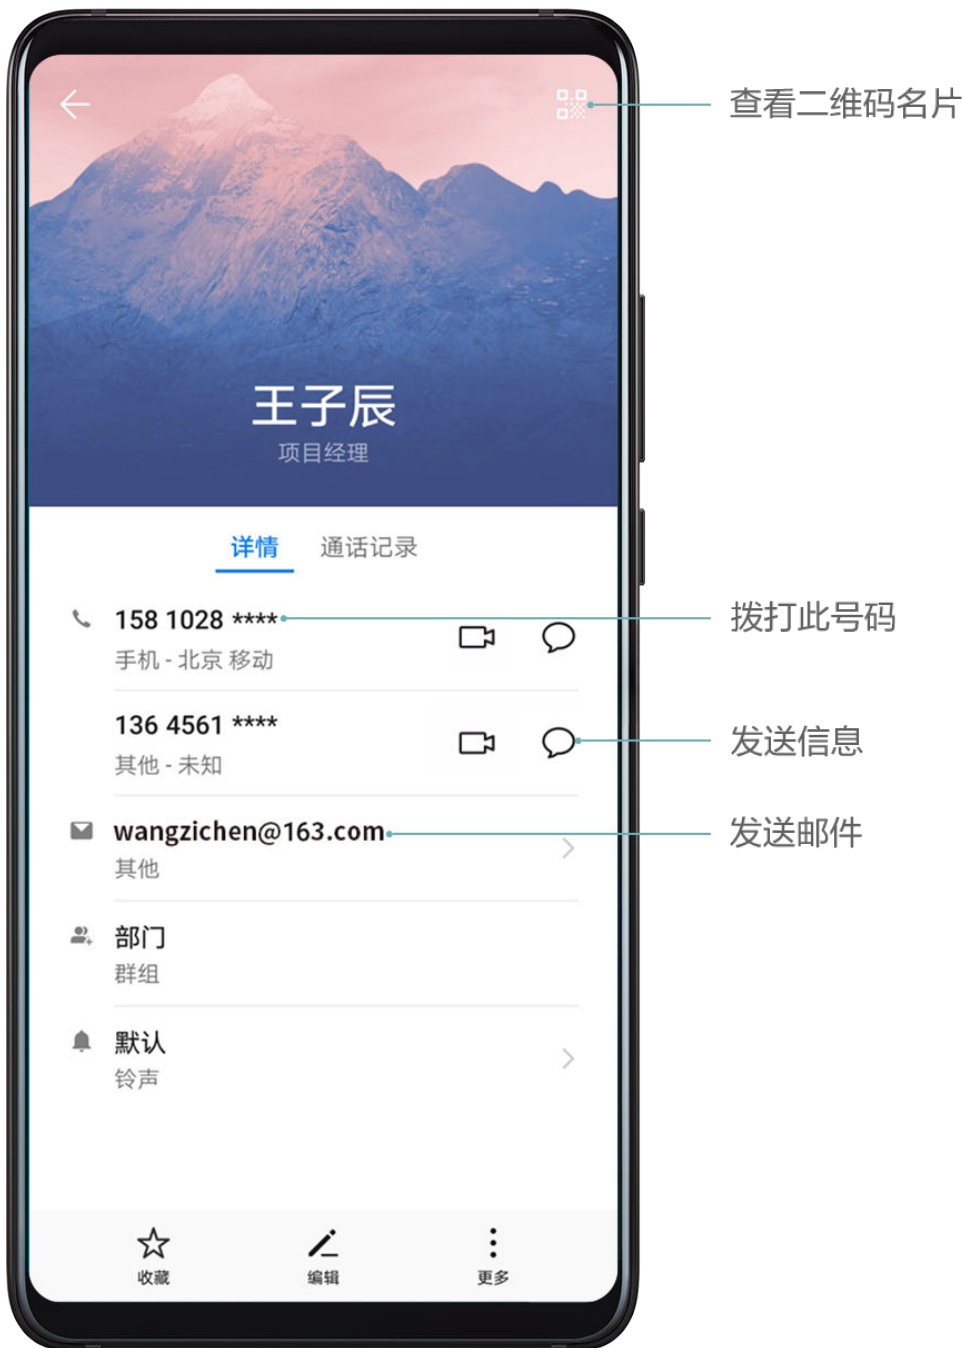 查看二维码名片
王子辰
项目经理
详情 通话记录
158 1028 ****
拨打此号码
手机 - 北京 移动
136 4561 ****
发送信息
其他 - 未知
wangzichen@163.com
发送邮件
其他
部门
群组
默认
铃声
收藏 编辑 更多